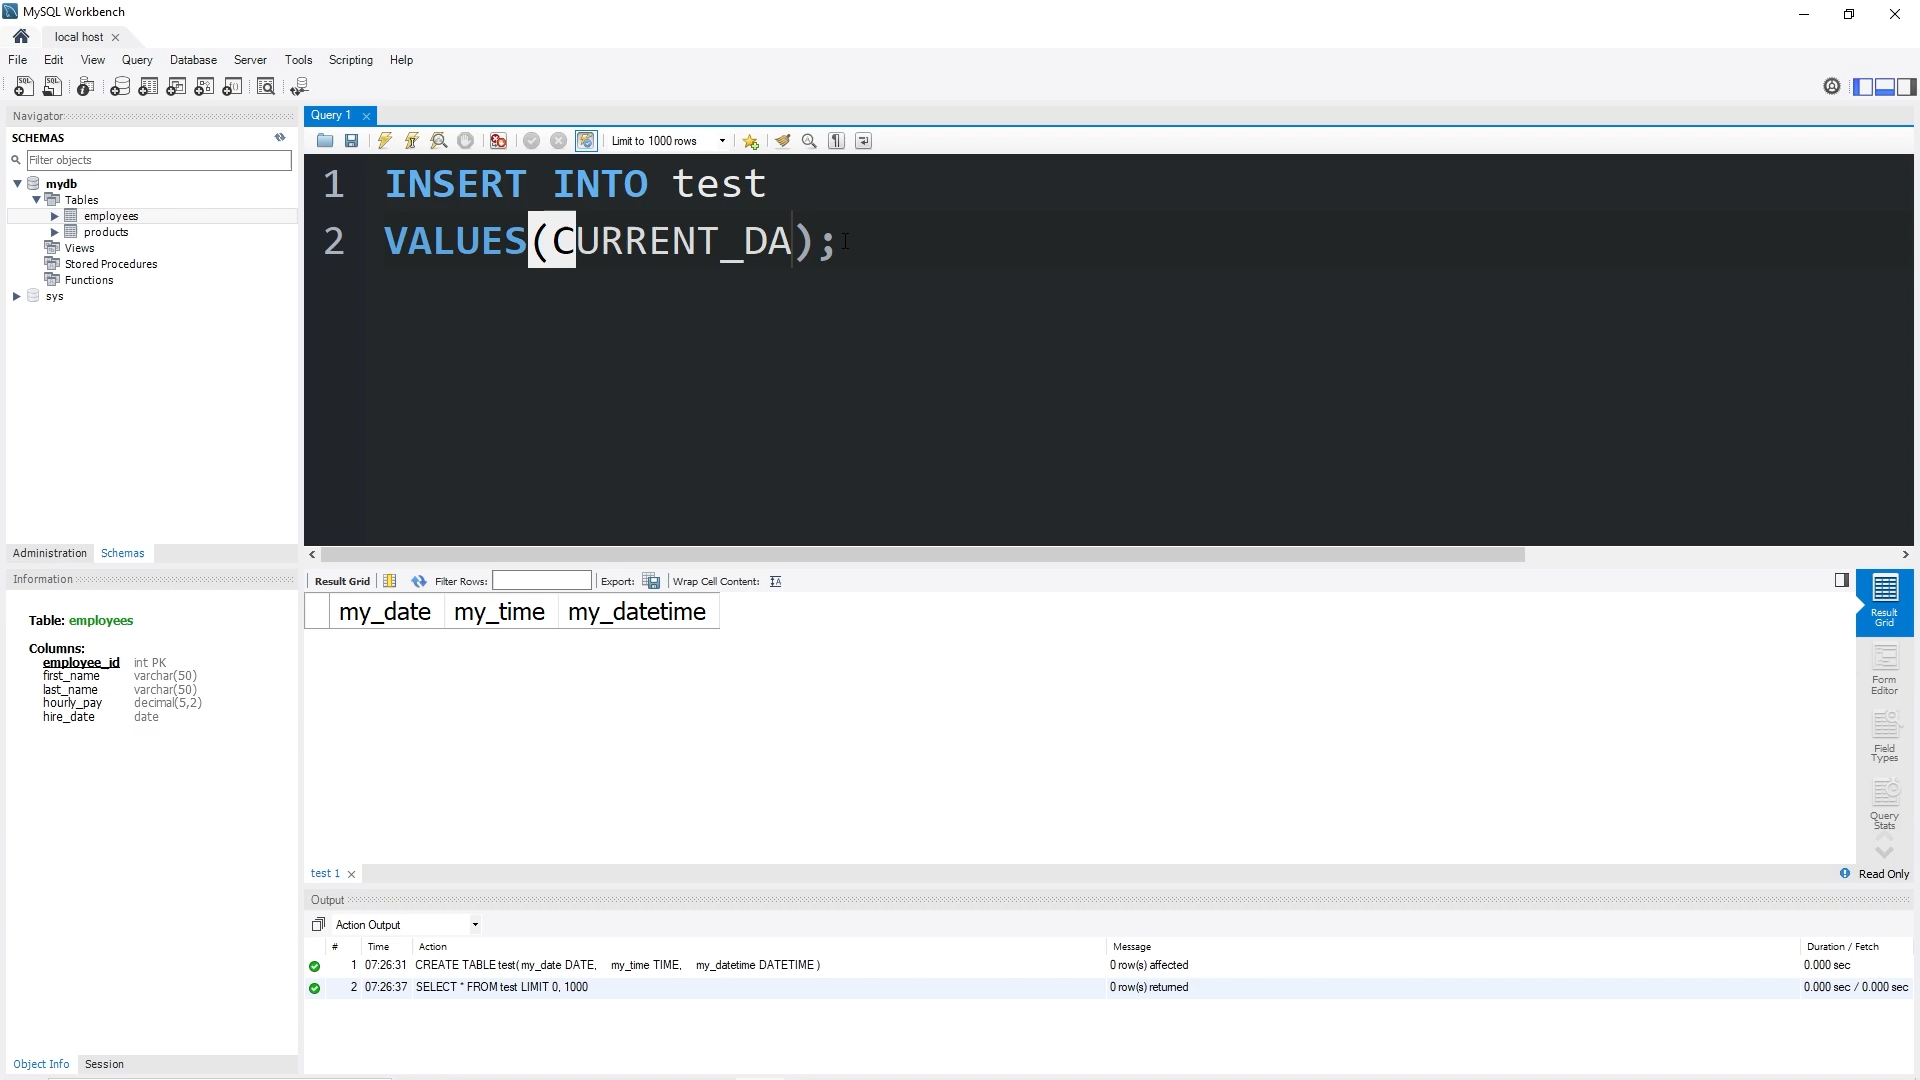 MySQL Workbench
local host
File Edit View Query Database Server Tools Scripting Help
Navigator
SCHEMAS
Filter objects
mydb
Tables
employees
products
Views
Stored Procedures
Functions
sys
Administration Schemas
Information
Table: employees
Columns:
employee_id int PK
first_name varchar(50)
last_name varchar(50)
hourly_pay decimal(5,2)
hire_date date
Object Info Session
Query 1
Limit to 1000 rows
1 INSERT INTO test
2 VALUES(CURRENT_DA);
Result Grid Filter Rows: Export: Wrap Cell Content:
my_date my_time my_datetime
Result
Grid
Form
Editor
Field
Types
Query
Stats
test 1
Read Only
Output
Action Output
# Time Action Message Duration / Fetch
1 07:26:31 CREATE TABLE test( my_date DATE, my_time TIME, my_datetime DATETIME ) 0 row(s) affected 0.000 sec
2 07:26:37 SELECT * FROM test LIMIT 0, 1000 0 row(s) returned 0.000 sec / 0.000 sec